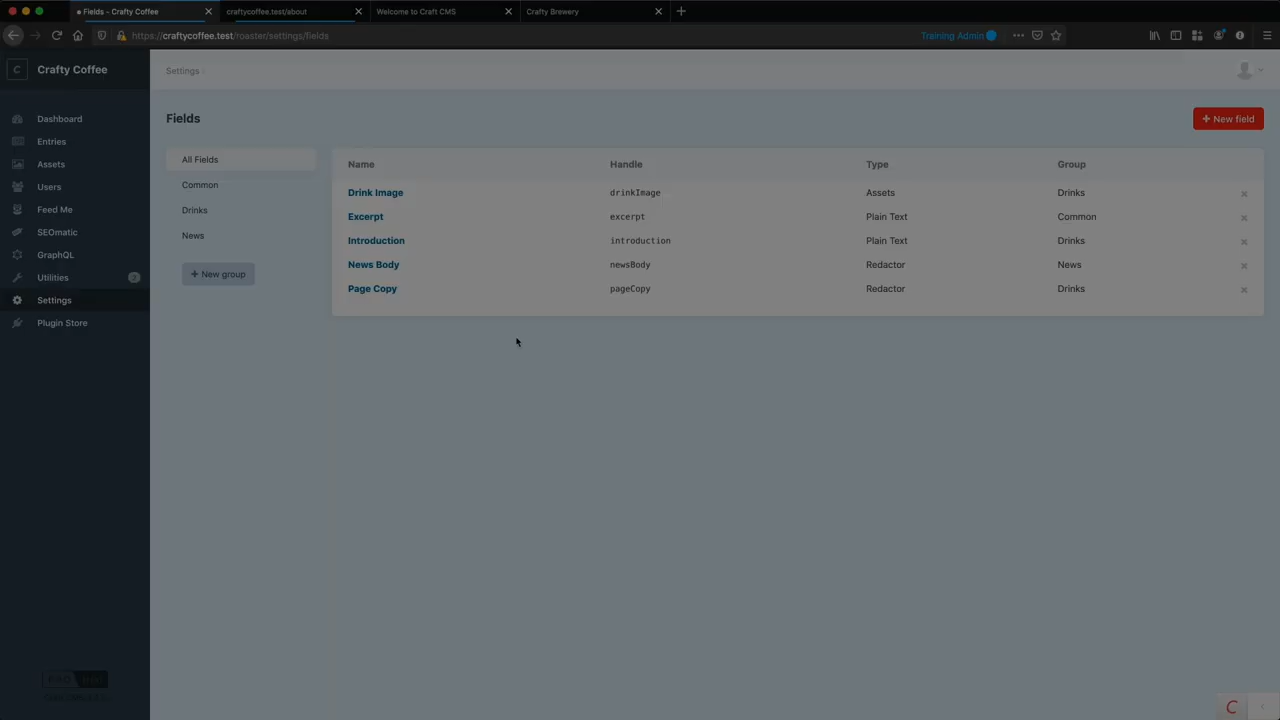 Fields - Crafty Coffee
craftycoffee.test/about
Welcome to Craft CMS
Crafty Brewery
https://craftycoffee.test/roaster/settings/fields
Training Admin
C
Crafty Coffee
Settings
Dashboard
Entries
Assets
Users
Feed Me
SEOmatic
GraphQL
Utilities
Settings
Plugin Store
Fields
+ New field
All Fields
Common
Drinks
News
+ New group
Name Handle Type Group
Drink Image drinkImage Assets Drinks
Excerpt excerpt Plain Text Common
Introduction introduction Plain Text Drinks
News Body newsBody Redactor News
Page Copy pageCopy Redactor Drinks
C